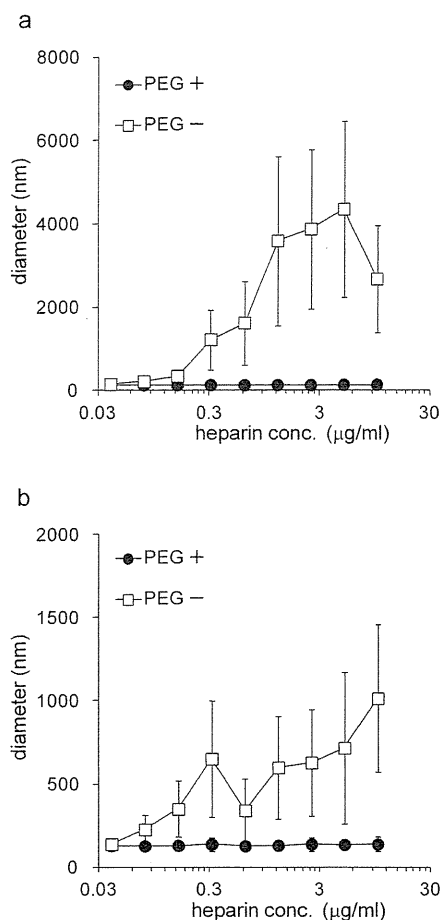 a
8000
6000
4000
2000
0
diameter (nm)
PEG +
PEG −
0.03
0.3
3
30
heparin conc. (μg/ml)
b
2000
1500
1000
500
0
diameter (nm)
PEG +
PEG −
0.03
0.3
3
30
heparin conc. (μg/ml)